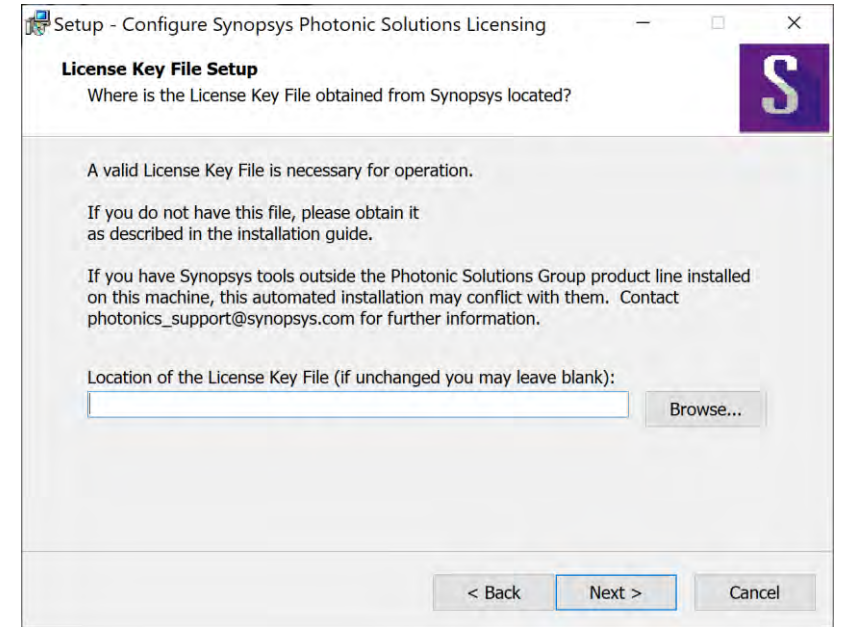 Setup - Configure Synopsys Photonic Solutions Licensing
License Key File Setup
Where is the License Key File obtained from Synopsys located?
S
A valid License Key File is necessary for operation.
If you do not have this file, please obtain it
as described in the installation guide.
If you have Synopsys tools outside the Photonic Solutions Group product line installed
on this machine, this automated installation may conflict with them.  Contact
photonics_support@synopsys.com for further information.
Location of the License Key File (if unchanged you may leave blank):
Browse...
< Back Next > Cancel